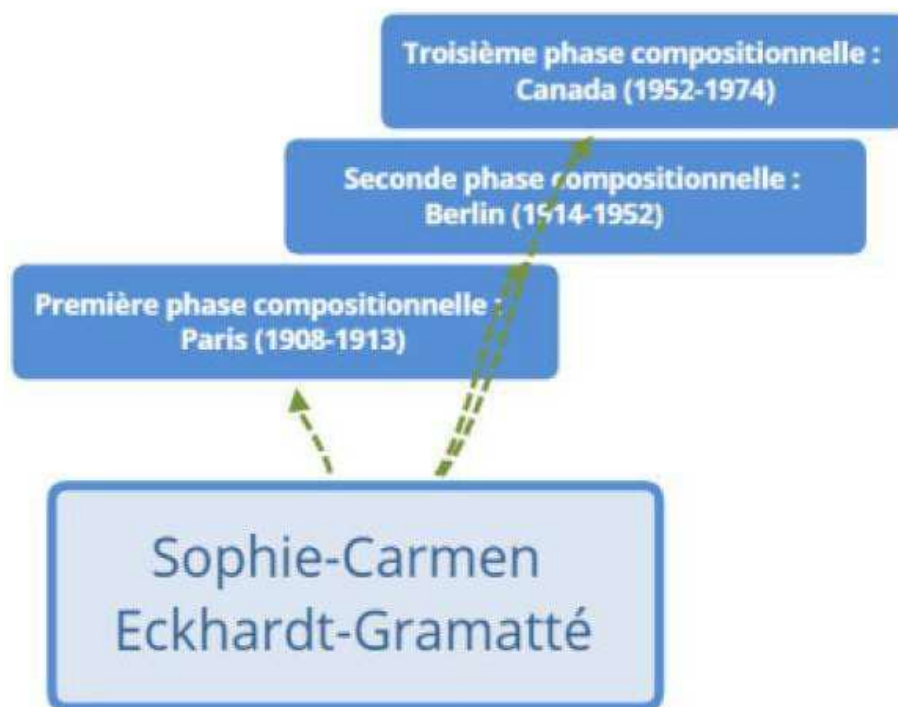 Troisième phase compositionnelle :
Canada (1952-1974)
Seconde phase compositionnelle :
Berlin (1914-1952)
Première phase compositionnelle :
Paris (1908-1913)
Sophie-Carmen
Eckhardt-Gramatté